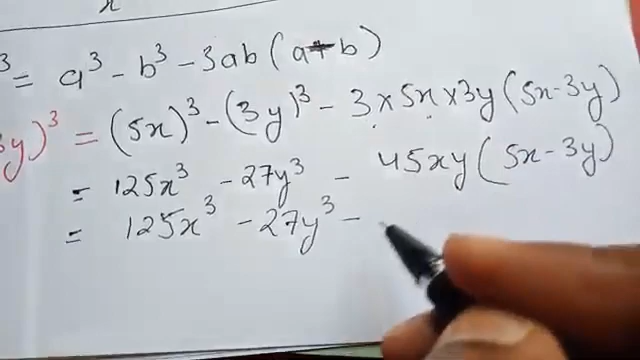 x
³ = a³ - b³ - 3ab(a-b)
3y)³ = (5x)³ - (3y)³ - 3×5x×3y(5x-3y)
= 125x³ - 27y³ - 45xy(5x-3y)
= 125x³ - 27y³ -